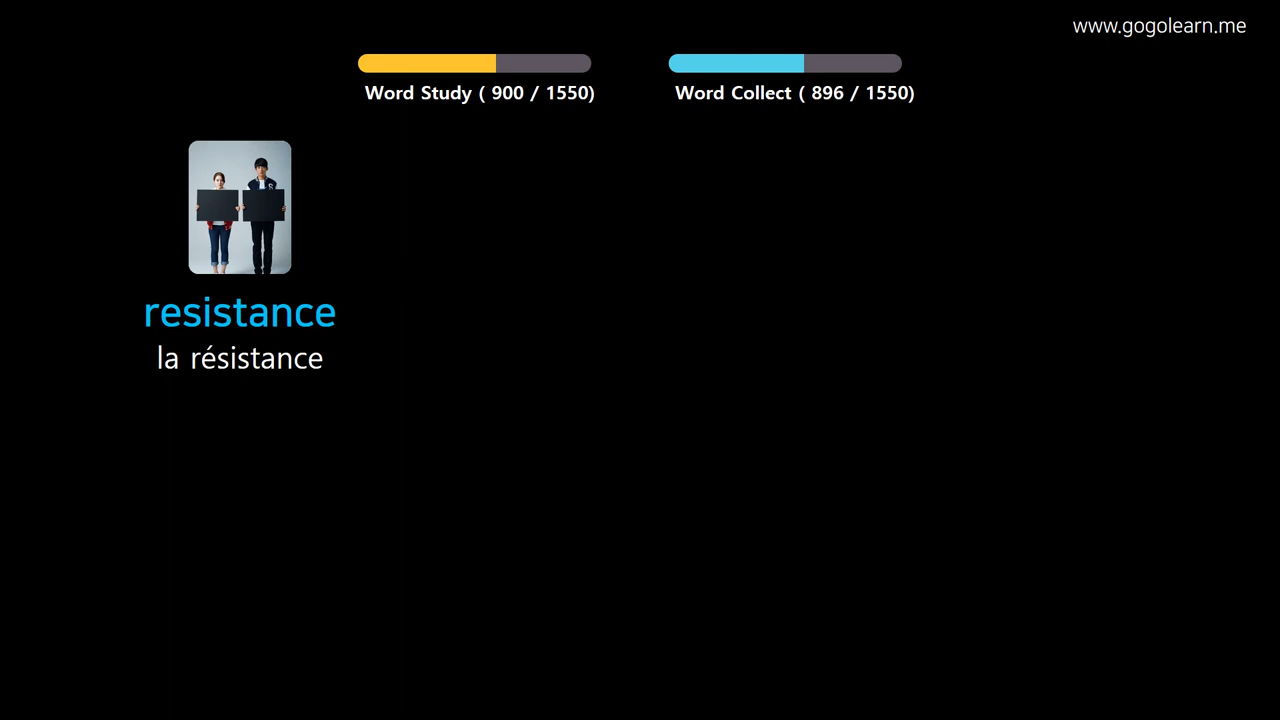 www.gogolearn.me
Word Study ( 900 / 1550)
Word Collect ( 896 / 1550)
resistance
la résistance